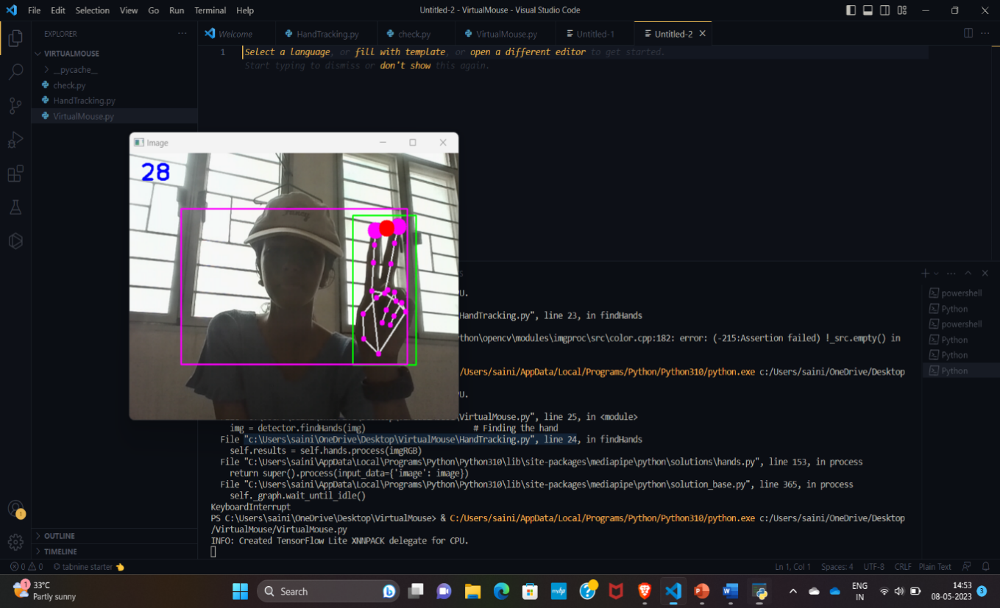 File Edit Selection View Go Run Terminal Help
Untitled-2 - VirtualMouse - Visual Studio Code
EXPLORER
Welcome
HandTracking.py
check.py
VirtualMouse.py
Untitled-1
Untitled-2
VIRTUALMOUSE
__pycache__
check.py
HandTracking.py
VirtualMouse.py
1
Select a language, or fill with template, or open a different editor to get started.
Start typing to dismiss or don't show this again.
Image
28
U.
HandTracking.py", line 23, in findHands
thon\opencv\modules\imgproc\src\color.cpp:182: error: (-215:Assertion failed) !_src.empty() in
/Users/saini/AppData/Local/Programs/Python/Python310/python.exe c:/Users/saini/OneDrive/Desktop
U.
VirtualMouse.py", line 25, in <module>
img = detector.findHands(img) # Finding the hand
File "c:\Users\saini\OneDrive\Desktop\VirtualMouse\HandTracking.py", line 24, in findHands
self.results = self.hands.process(imgRGB)
File "C:\Users\saini\AppData\Local\Programs\Python\Python310\lib\site-packages\mediapipe\python\solutions\hands.py", line 153, in process
return super().process(input_data={'image': image})
File "C:\Users\saini\AppData\Local\Programs\Python\Python310\lib\site-packages\mediapipe\python\solution_base.py", line 365, in process
self._graph.wait_until_idle()
KeyboardInterrupt
PS C:\Users\saini\OneDrive\Desktop\VirtualMouse> & C:/Users/saini/AppData/Local/Programs/Python/Python310/python.exe c:/Users/saini/OneDrive/Desktop
/VirtualMouse/VirtualMouse.py
INFO: Created TensorFlow Lite XNNPACK delegate for CPU.
powershell
Python
powershell
Python
Python
Python
1
OUTLINE
TIMELINE
0 0 tabnine starter
Ln 1, Col 1 Spaces: 4 UTF-8 CRLF Plain Text
1
33°C
Partly sunny
Search
ENG
IN
14:53
08-05-2023
3